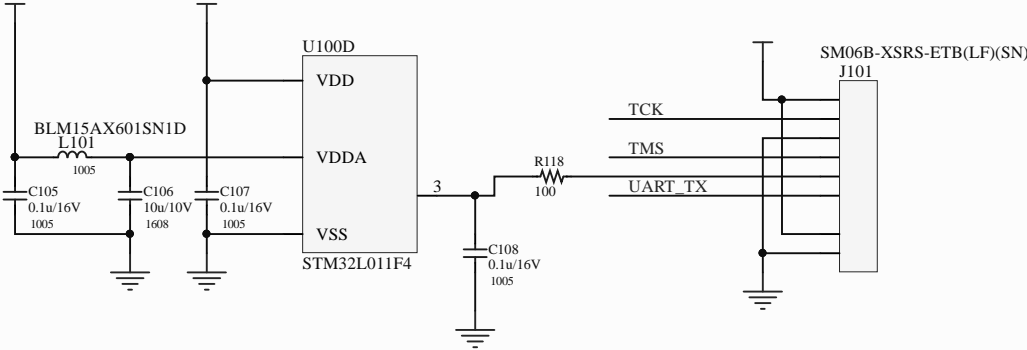 U100D
SM06B-XSRS-ETB(LF)(SN)
J101
VDD
TCK
BLM15AX601SN1D
L101
1005
VDDA
TMS
R118
100
3
UART_TX
C105
0.1u/16V
1005
C106
10u/10V
1608
C107
0.1u/16V
1005
VSS
STM32L011F4
C108
0.1u/16V
1005